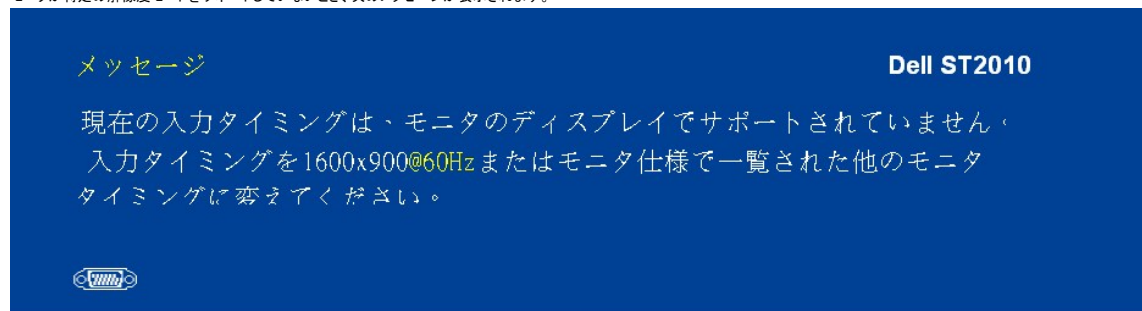 メッセージ
Dell ST2010
現在の入力タイミングは、モニタのディスプレイでサポートされていません。
入力タイミングを1600x900@60Hzまたはモニタ仕様で一覧された他のモニタ
タイミングに変えてください。